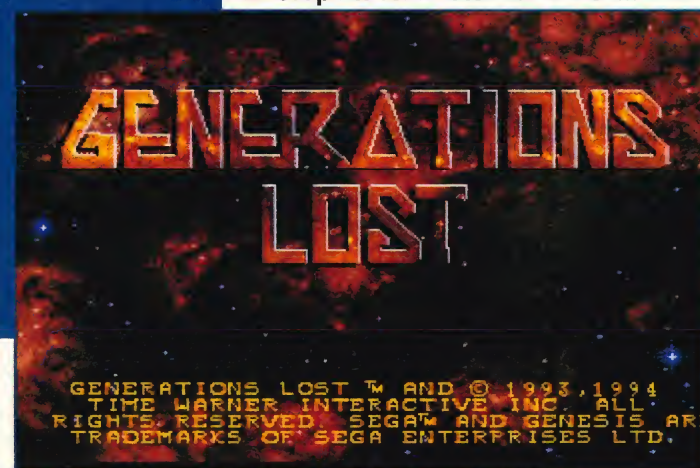 GENERATIONS
LOST
GENERATIONS LOST ™ AND © 1993,1994
TIME WARNER INTERACTIVE INC. ALL
RIGHTS RESERVED. SEGA™ AND GENESIS AR
TRADEMARKS OF SEGA ENTERPRISES LTD.